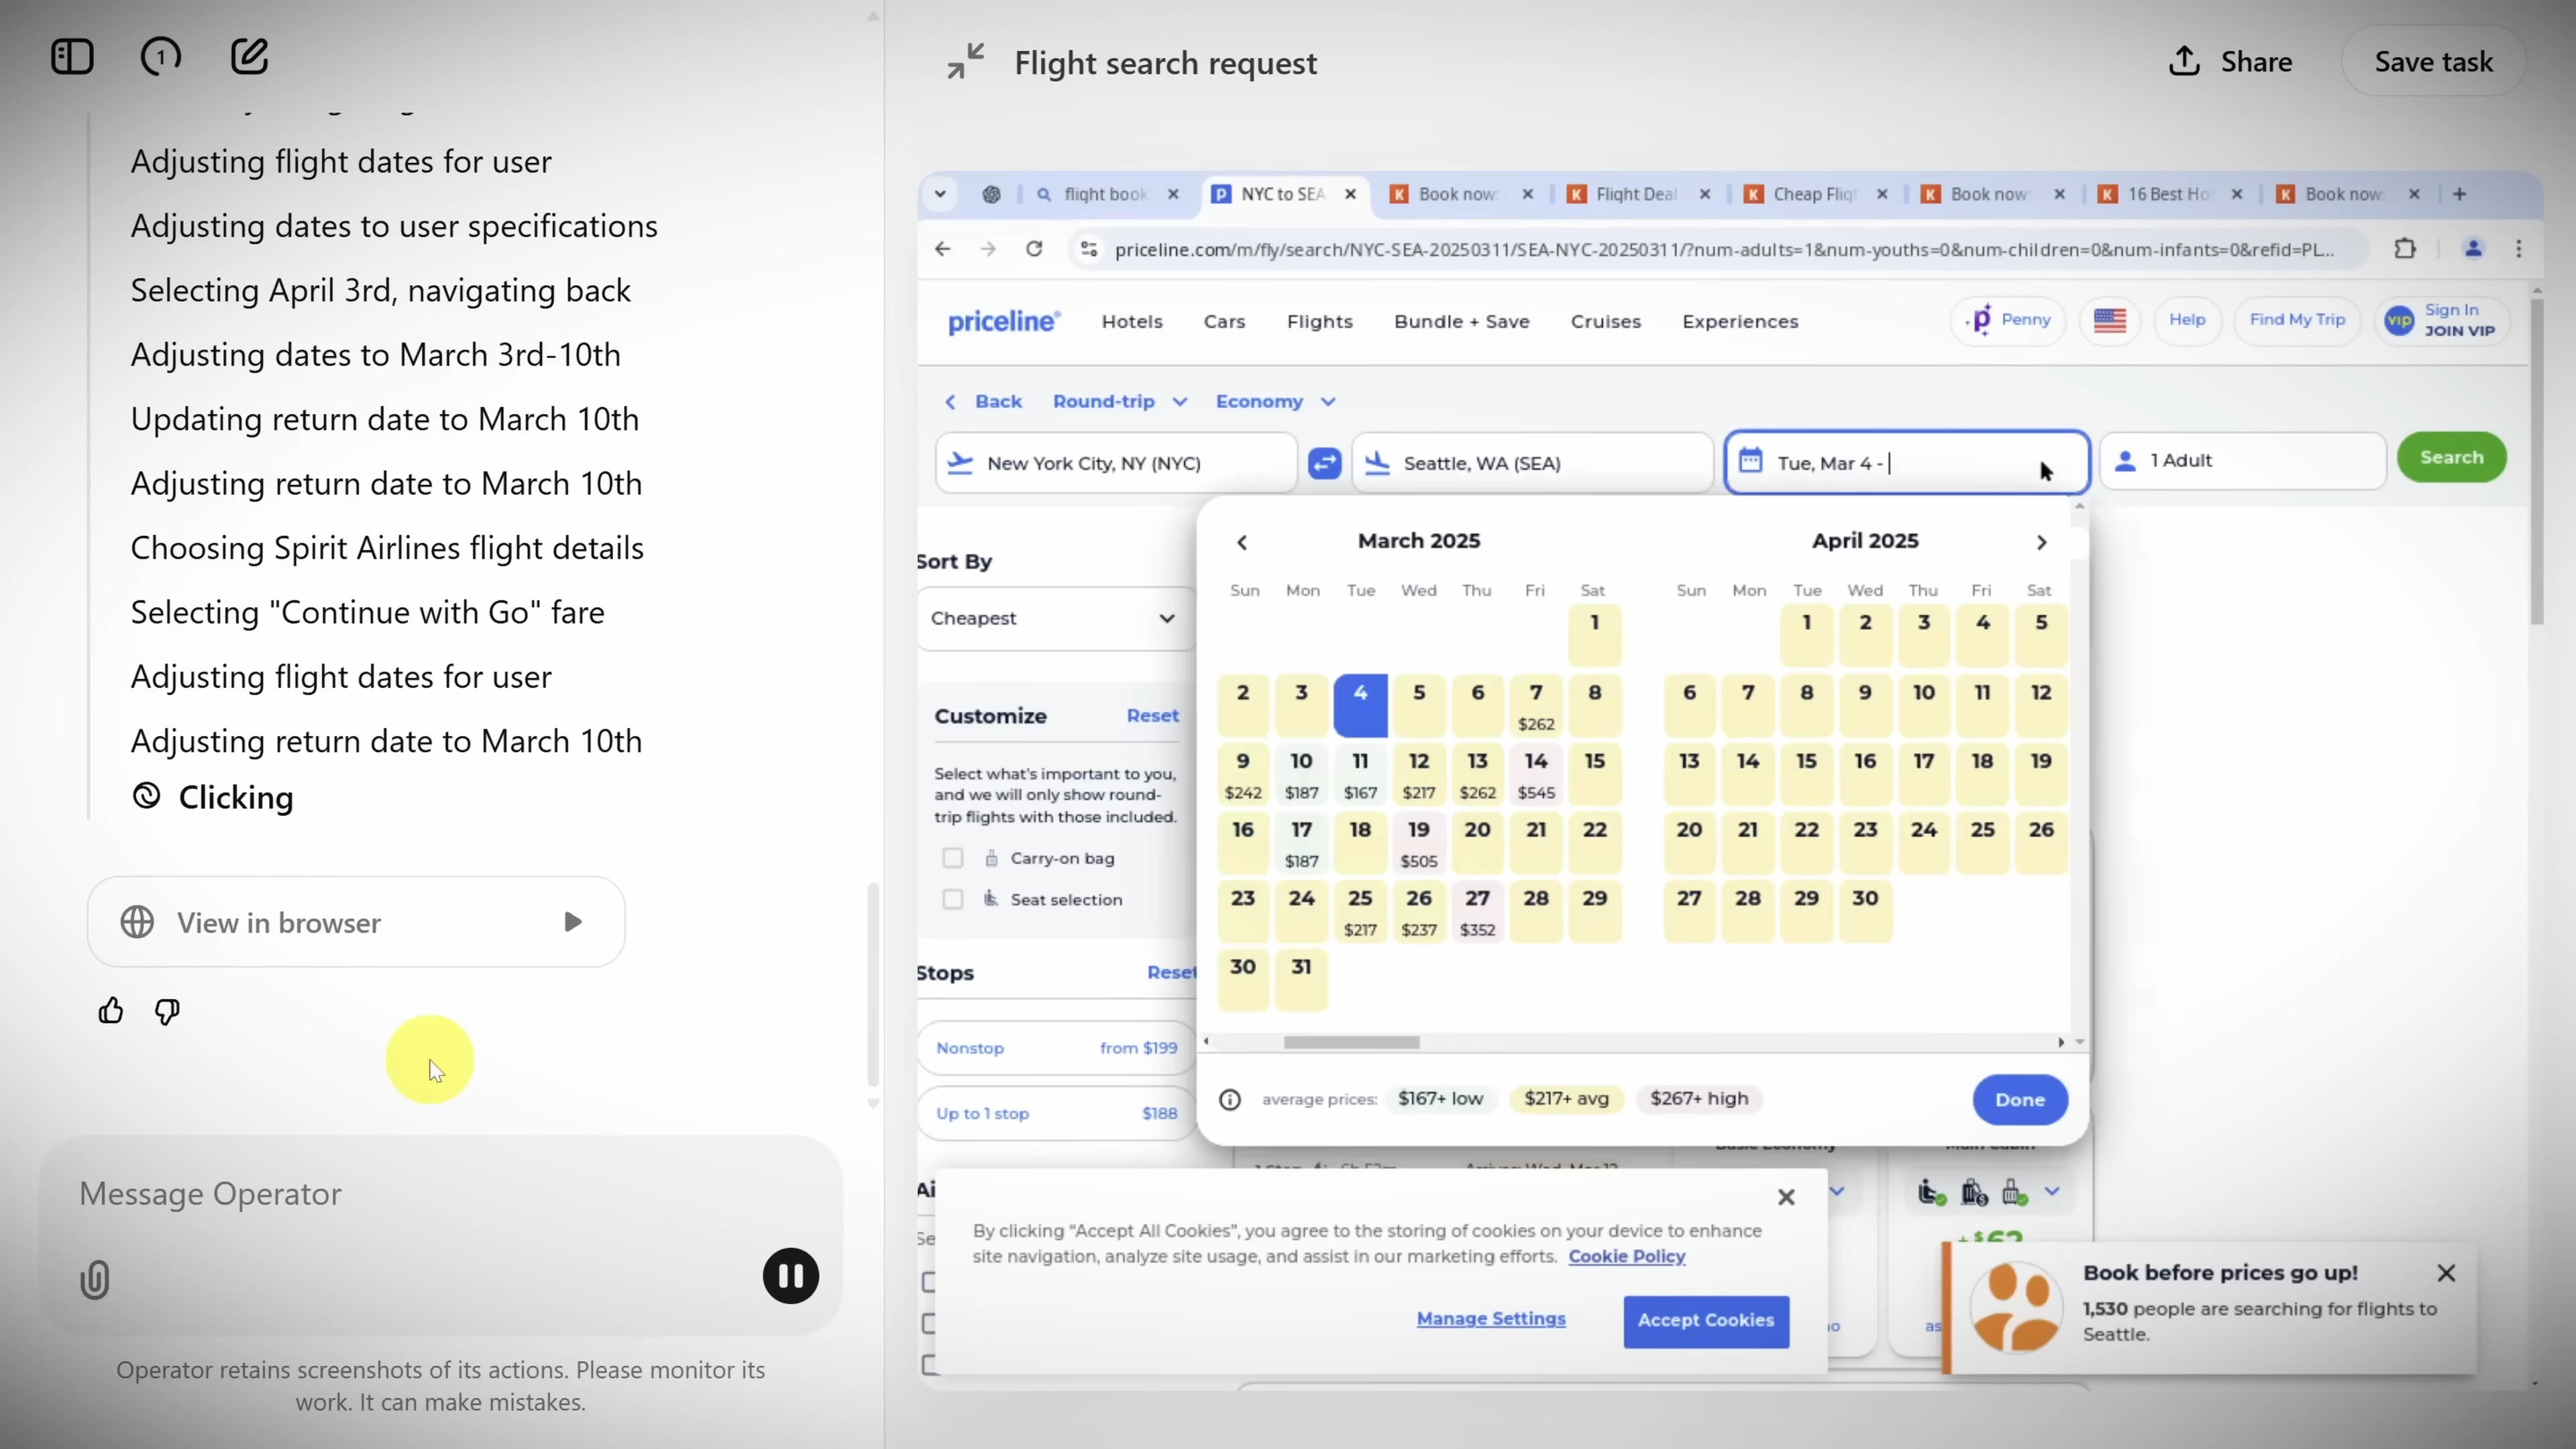 1
Flight search request
Share
Save task
Adjusting flight dates for user
Adjusting dates to user specifications
Selecting April 3rd, navigating back
Adjusting dates to March 3rd-10th
Updating return date to March 10th
Adjusting return date to March 10th
Choosing Spirit Airlines flight details
Selecting "Continue with Go" fare
Adjusting flight dates for user
Adjusting return date to March 10th
Clicking
View in browser
Message Operator
Operator retains screenshots of its actions. Please monitor its
work. It can make mistakes.
flight book
NYC to SEA
Book now:
Flight Deal
Cheap Flig
Book now:
16 Best Ho
Book now:
priceline.com/m/fly/search/NYC-SEA-20250311/SEA-NYC-20250311/?num-adults=1&num-youths=0&num-children=0&num-infants=0&refid=PL...
priceline
Hotels
Cars
Flights
Bundle + Save
Cruises
Experiences
Penny
Help
Find My Trip
VIP
Sign In
JOIN VIP
Back
Round-trip
Economy
New York City, NY (NYC)
Seattle, WA (SEA)
Tue, Mar 4 -
1 Adult
Search
Sort By
Cheapest
Customize
Reset
Select what's important to you,
and we will only show round-
trip flights with those included.
Carry-on bag
Seat selection
Stops
Reset
Nonstop from $199
Up to 1 stop $188
March 2025
Sun Mon Tue Wed Thu Fri Sat
1
2 3 4 5 6 7 8
$262
9 10 11 12 13 14 15
$242 $187 $167 $217 $262 $545
16 17 18 19 20 21 22
$187 $505
23 24 25 26 27 28 29
$217 $237 $352
30 31
April 2025
Sun Mon Tue Wed Thu Fri Sat
1 2 3 4 5
6 7 8 9 10 11 12
13 14 15 16 17 18 19
20 21 22 23 24 25 26
27 28 29 30
average prices: $167+ low $217+ avg $267+ high
Done
By clicking “Accept All Cookies”, you agree to the storing of cookies on your device to enhance
site navigation, analyze site usage, and assist in our marketing efforts. Cookie Policy
Manage Settings
Accept Cookies
Book before prices go up!
1,530 people are searching for flights to
Seattle.